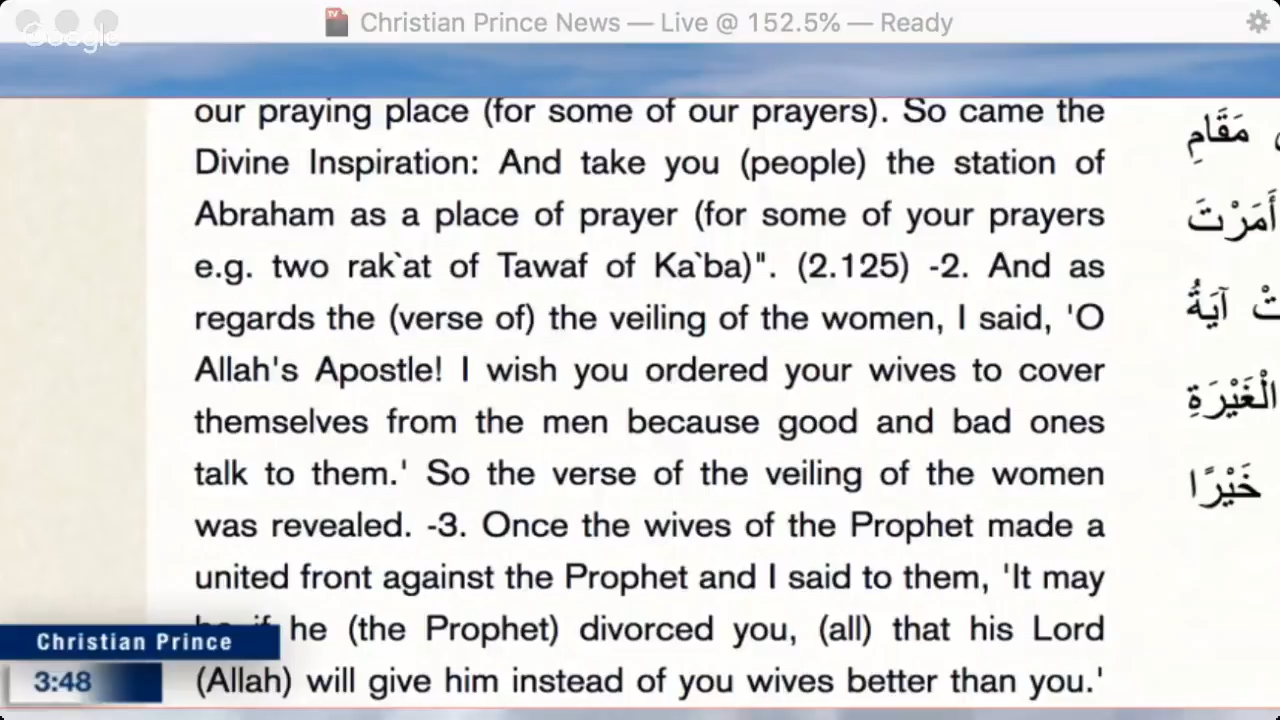 Christian Prince News — Live @ 152.5% — Ready
Google
our praying place (for some of our prayers). So came the
Divine Inspiration: And take you (people) the station of
Abraham as a place of prayer (for some of your prayers
e.g. two rak`at of Tawaf of Ka`ba)". (2.125) -2. And as
regards the (verse of) the veiling of the women, I said, 'O
Allah's Apostle! I wish you ordered your wives to cover
themselves from the men because good and bad ones
talk to them.' So the verse of the veiling of the women
was revealed. -3. Once the wives of the Prophet made a
united front against the Prophet and I said to them, 'It may
be if he (the Prophet) divorced you, (all) that his Lord
(Allah) will give him instead of you wives better than you.'
مَقَامِ
أَمَرْتَ
آيَةُ
الْغَيْرَةِ
خَيْرًا
Christian Prince
3:48